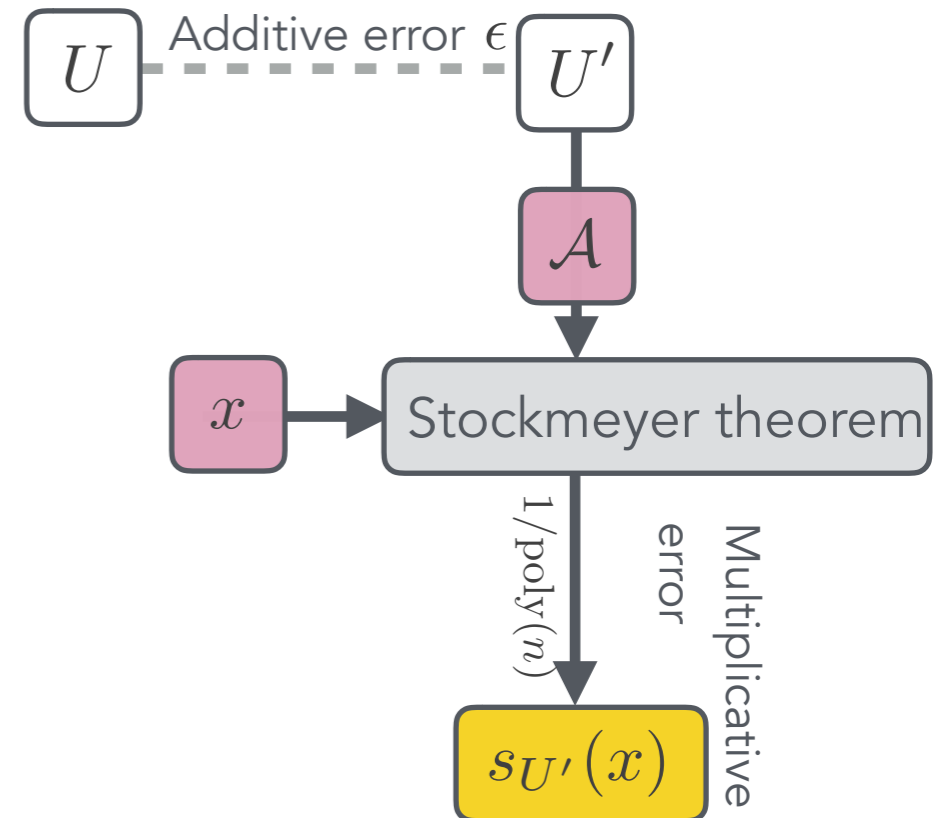 U
Additive error ϵ
U′
𝒜
x
Stockmeyer theorem
1/poly(n)
Multiplicative
error
s_{U′}(x)